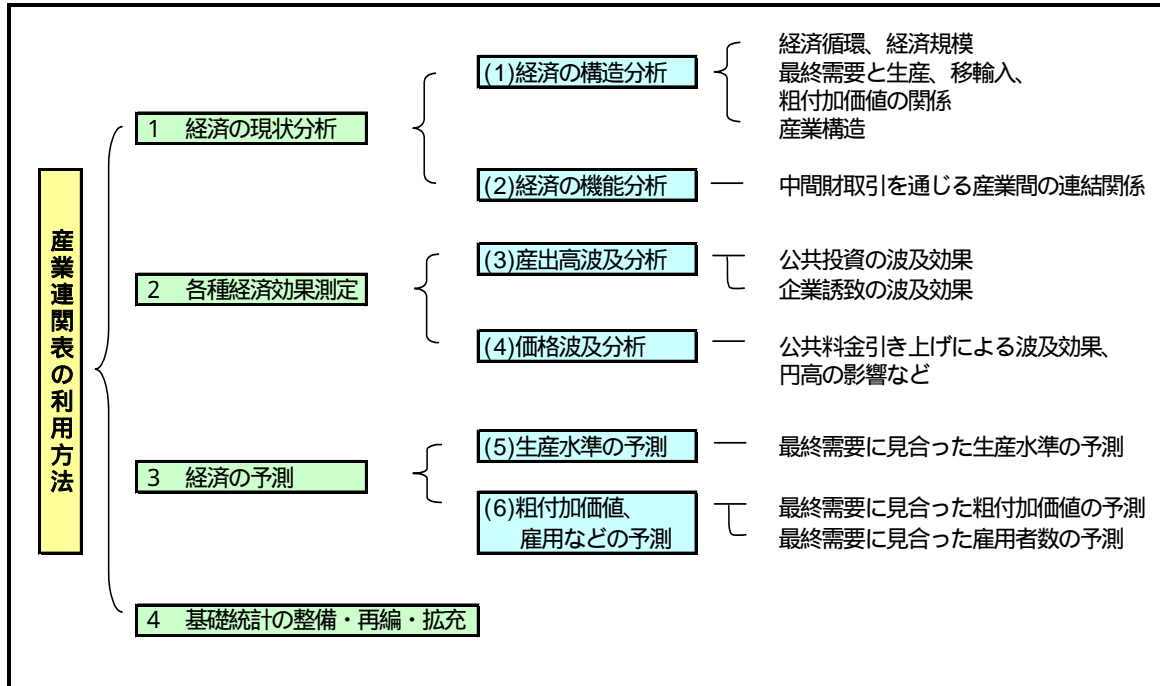 産業連関表の利用方法
1 経済の現状分析
(1)経済の構造分析
経済循環、経済規模
最終需要と生産、移輸入、
粗付加価値の関係
産業構造
(2)経済の機能分析
中間財取引を通じる産業間の連結関係
2 各種経済効果測定
(3)産出高波及分析
公共投資の波及効果
企業誘致の波及効果
(4)価格波及分析
公共料金引き上げによる波及効果、
円高の影響など
3 経済の予測
(5)生産水準の予測
最終需要に見合った生産水準の予測
(6)粗付加価値、
雇用などの予測
最終需要に見合った粗付加価値の予測
最終需要に見合った雇用者数の予測
4 基礎統計の整備・再編・拡充